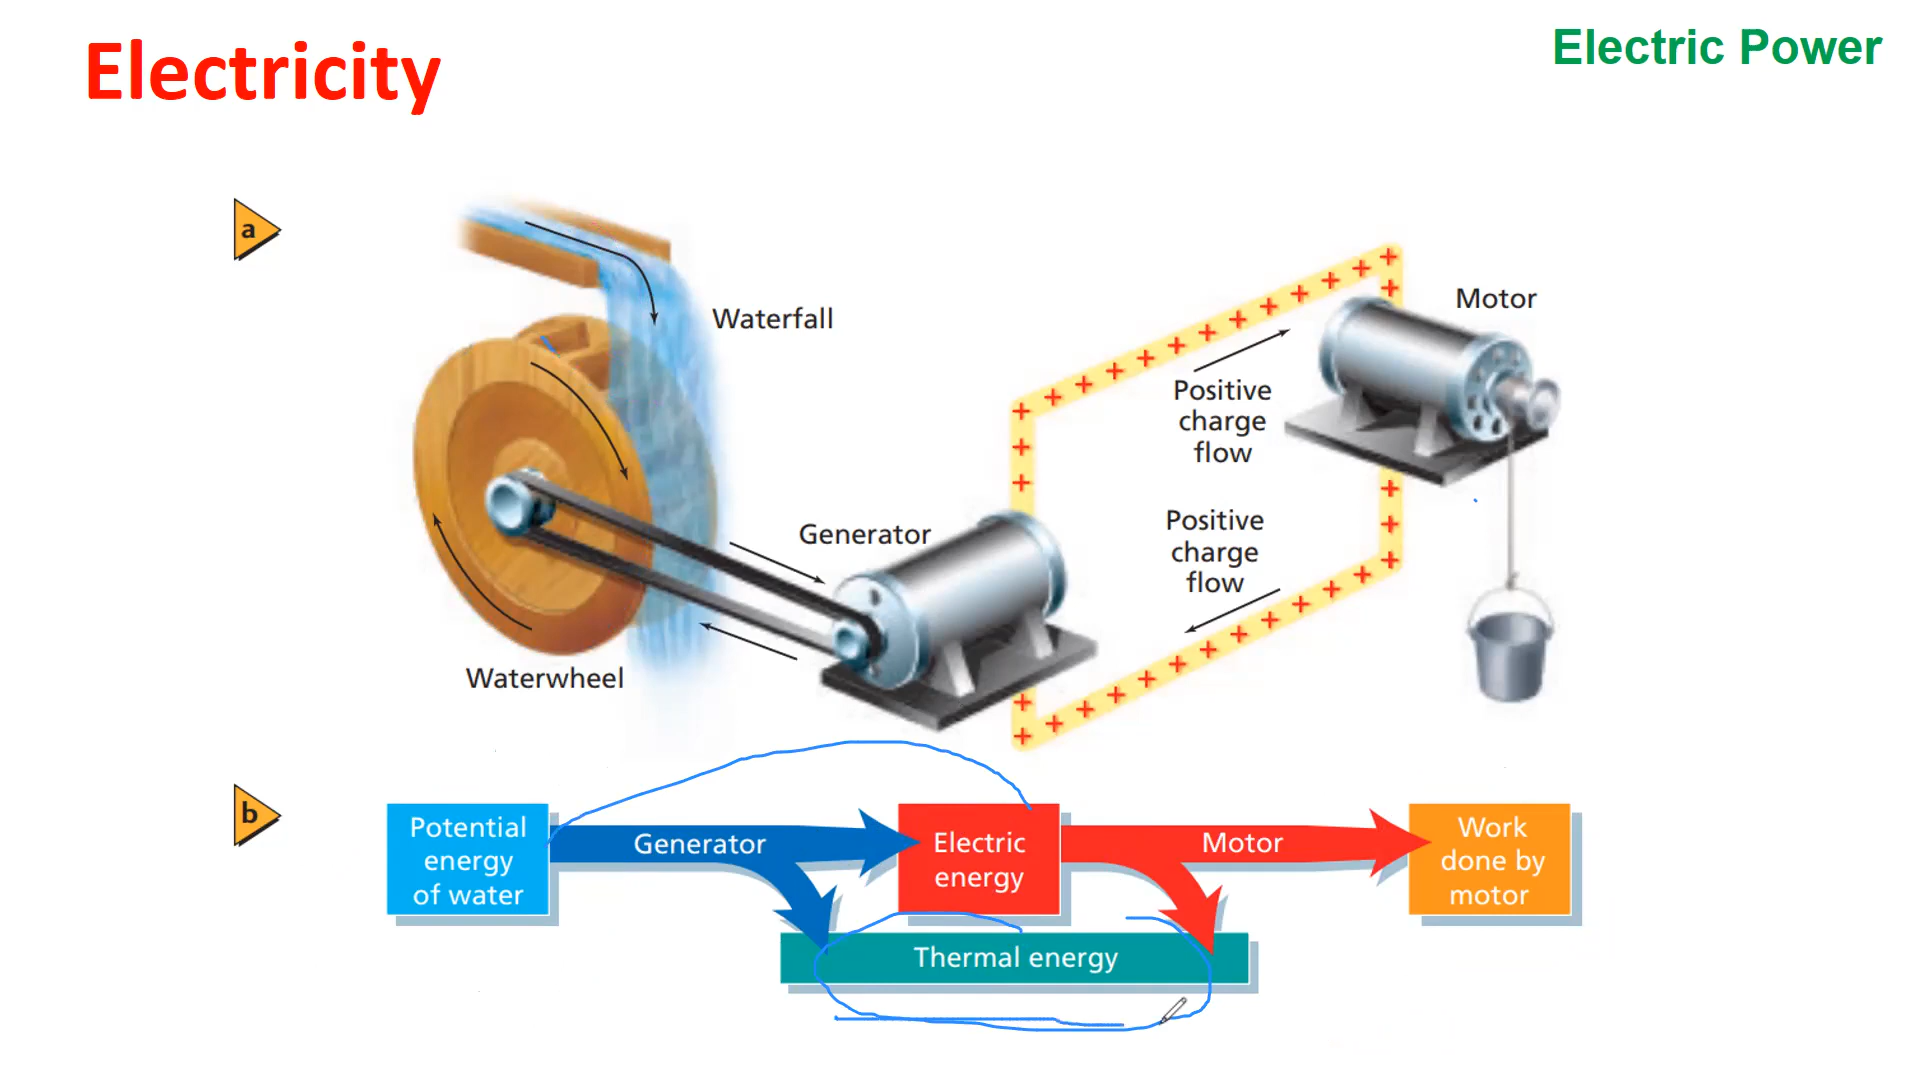 Electricity
Electric Power
a
Waterfall
Motor
Positive
charge
flow
Positive
charge
flow
Generator
Waterwheel
b
Potential
energy
of water
Generator
Electric
energy
Motor
Work
done by
motor
Thermal energy